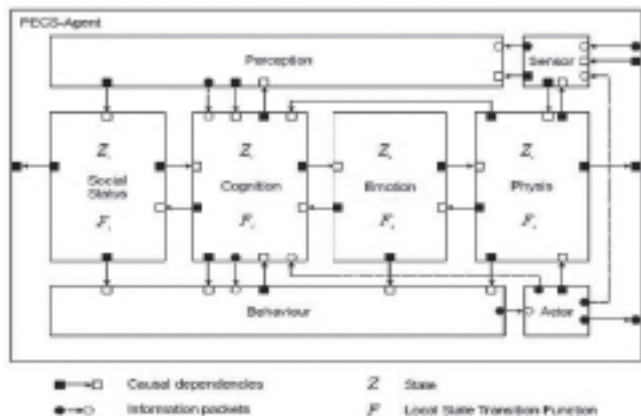 PECS-Agent
Perception
Sensor
Z
Social
Status
F
Z
Cognition
F
Z
Emotion
F
Z
Physis
F
Behaviour
Actor
Causal dependencies
Z State
Information packets
F Local State Transition Function